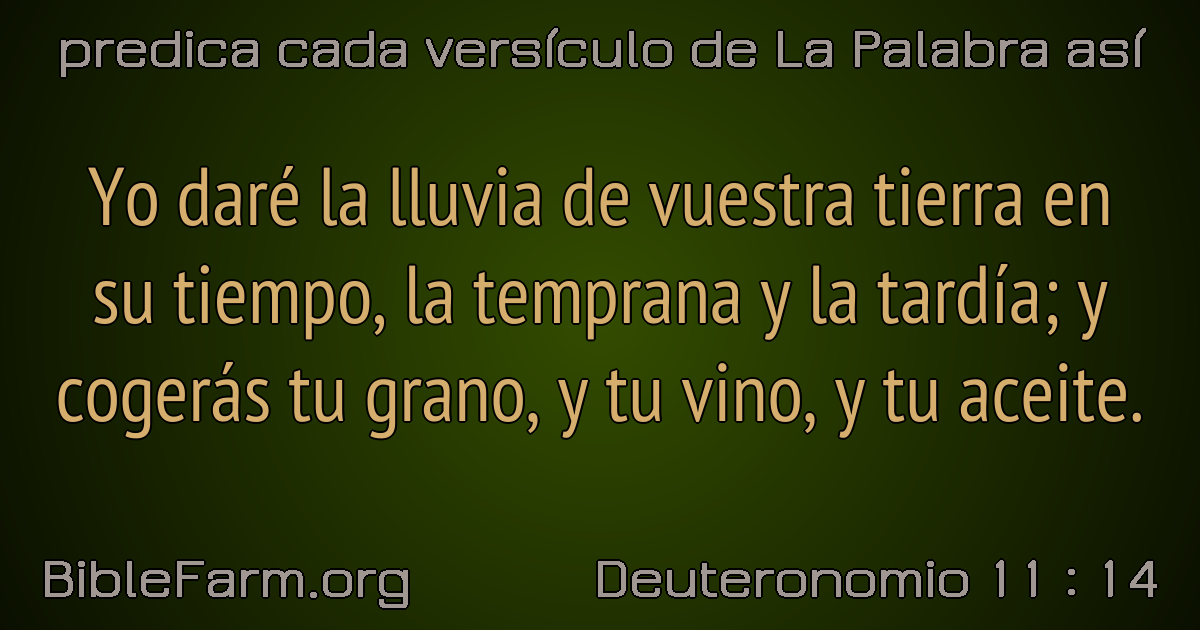 predica cada versículo de La Palabra así
Yo daré la lluvia de vuestra tierra en
su tiempo, la temprana y la tardía; y
cogerás tu grano, y tu vino, y tu aceite.
BibleFarm.org
Deuteronomio 11 : 14